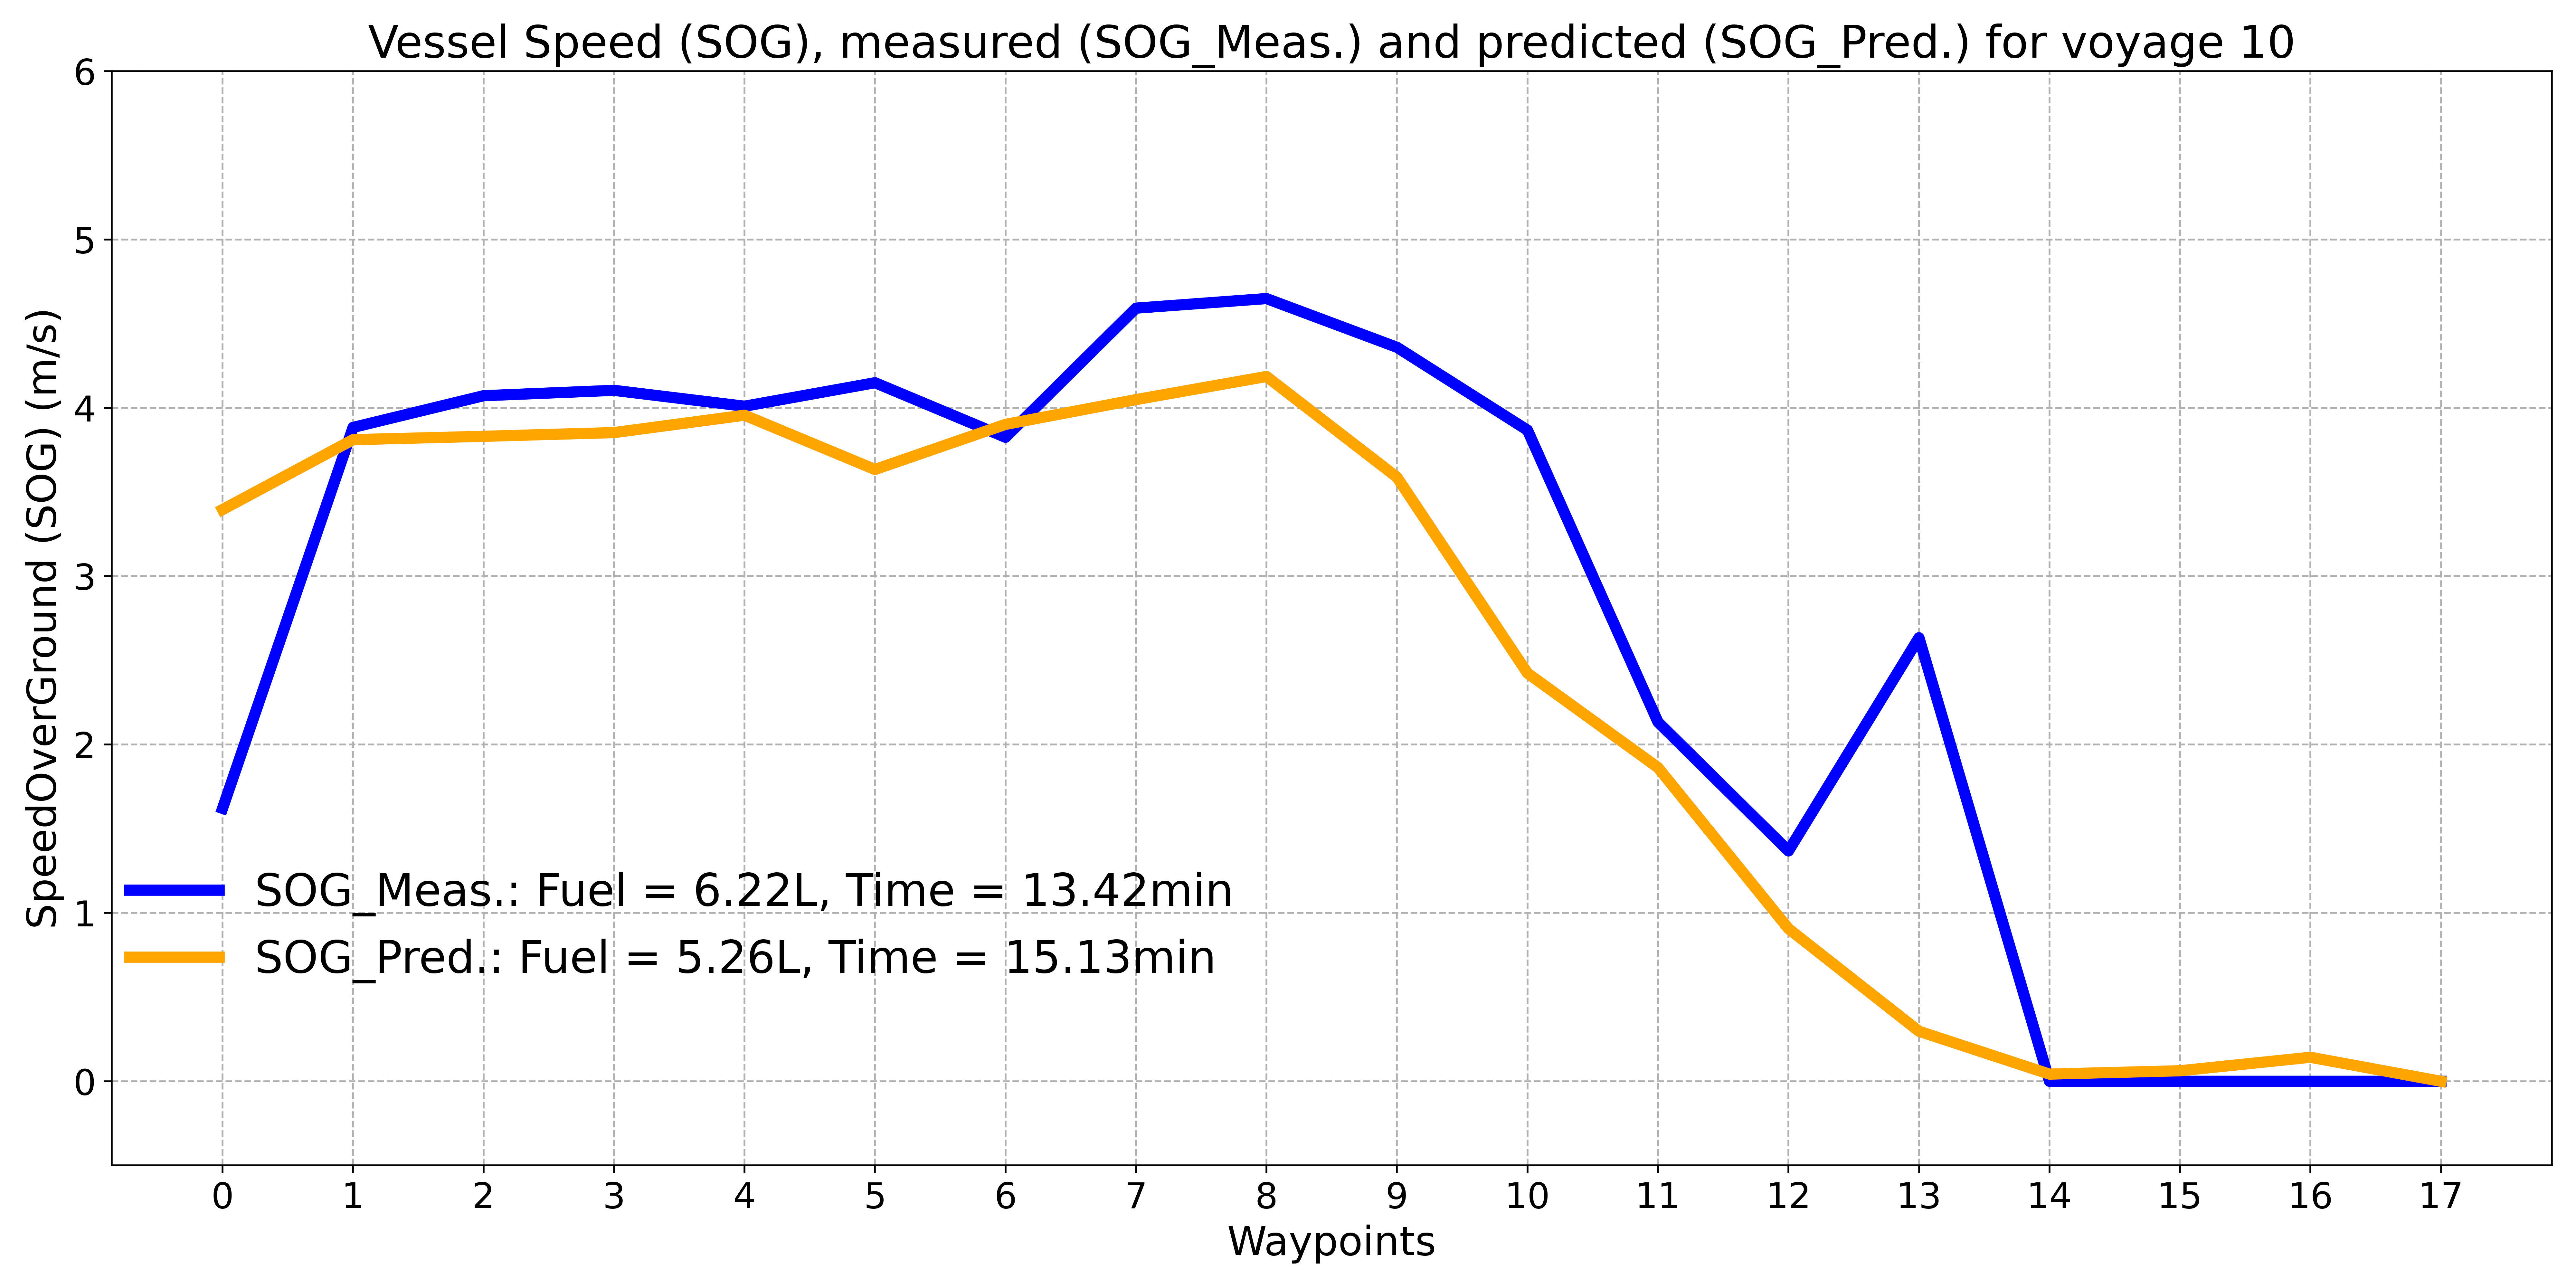 Vessel Speed (SOG), measured (SOG_Meas.) and predicted (SOG_Pred.) for voyage 10
6
5
4
3
2
1
0
SpeedOverGround (SOG) (m/s)
SOG_Meas.: Fuel = 6.22L, Time = 13.42min
SOG_Pred.: Fuel = 5.26L, Time = 15.13min
0 1 2 3 4 5 6 7 8 9 10 11 12 13 14 15 16 17
Waypoints